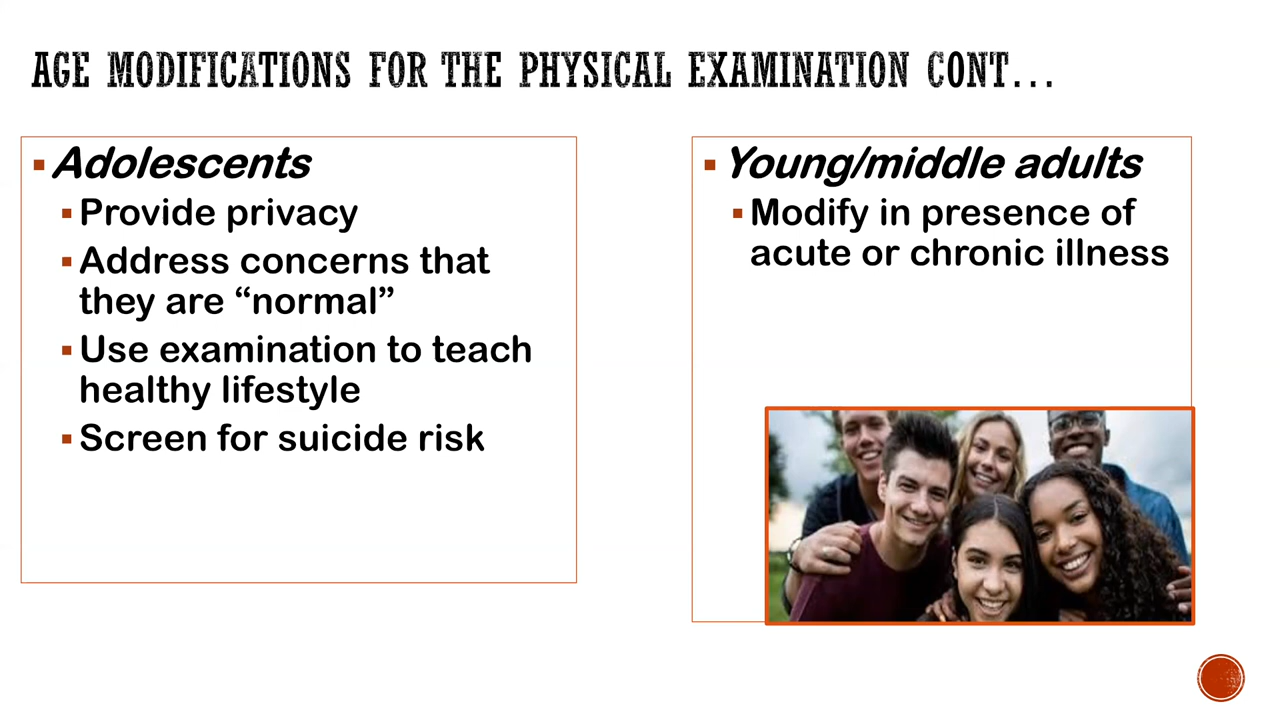 AGE MODIFICATIONS FOR THE PHYSICAL EXAMINATION CONT...
Adolescents
Provide privacy
Address concerns that
they are “normal”
Use examination to teach
healthy lifestyle
Screen for suicide risk
Young/middle adults
Modify in presence of
acute or chronic illness